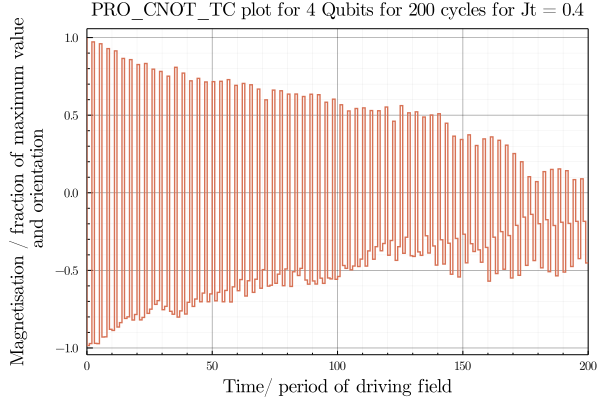 PRO_CNOT_TC plot for 4 Qubits for 200 cycles for Jt = 0.4
Magnetisation / fraction of maximum value
and orientation
1.0
0.5
0.0
−0.5
−1.0
0 50 100 150 200
Time/ period of driving field